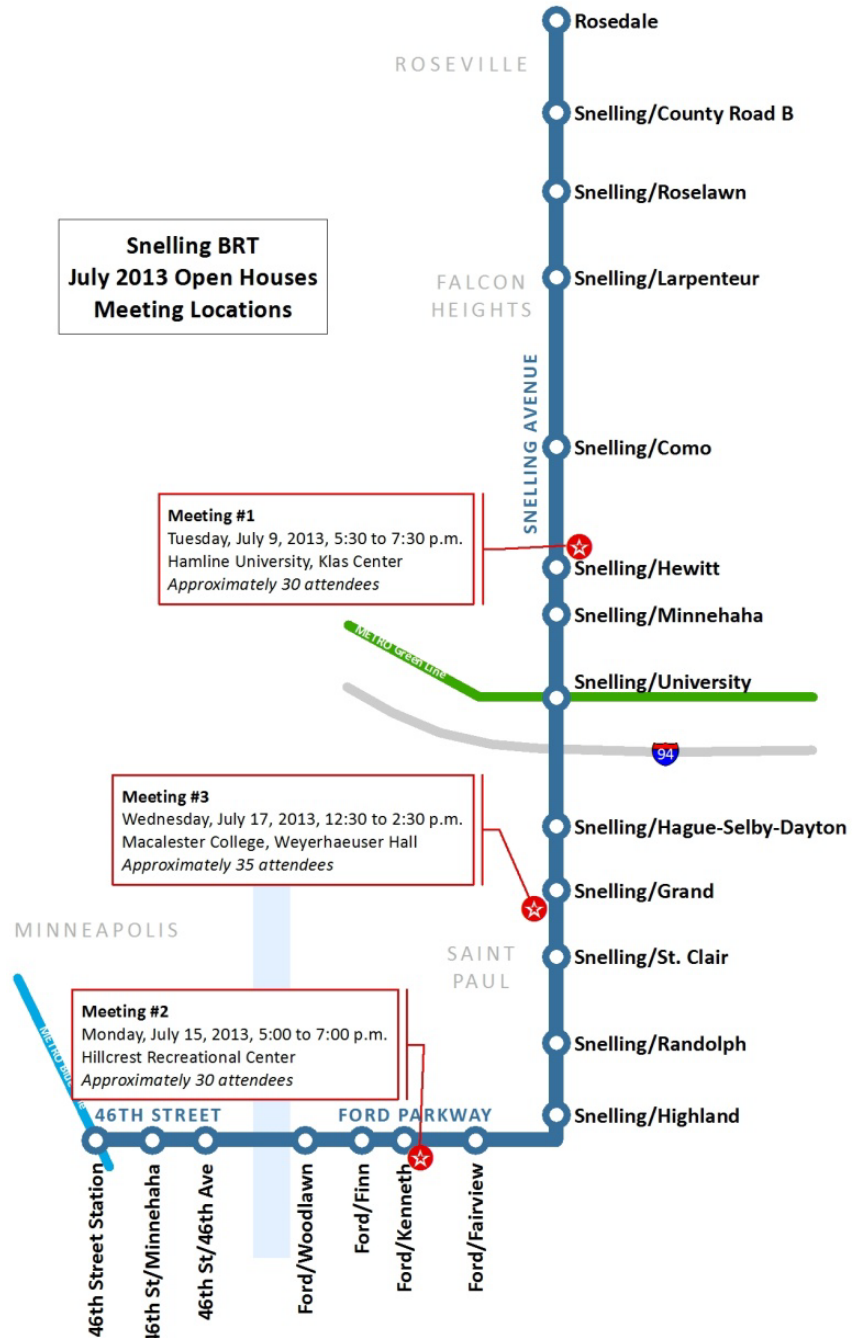 Rosedale
ROSEVILLE
Snelling/County Road B
Snelling/Roselawn
Snelling BRT
July 2013 Open Houses
Meeting Locations
Snelling/Larpenteur
FALCON
HEIGHTS
SNELLING AVENUE
Snelling/Como
Meeting #1
Tuesday, July 9, 2013, 5:30 to 7:30 p.m.
Hamline University, Klas Center
Approximately 30 attendees
Snelling/Hewitt
Snelling/Minnehaha
METRO Green Line
Snelling/University
94
Meeting #3
Wednesday, July 17, 2013, 12:30 to 2:30 p.m.
Macalester College, Weyerhaeuser Hall
Approximately 35 attendees
Snelling/Hague-Selby-Dayton
Snelling/Grand
MINNEAPOLIS
SAINT
PAUL
Snelling/St. Clair
Meeting #2
Monday, July 15, 2013, 5:00 to 7:00 p.m.
Hillcrest Recreational Center
Approximately 30 attendees
METRO
Snelling/Randolph
Snelling/Highland
46TH STREET
FORD PARKWAY
46th Street Station
46th St/Minnehaha
46th St/46th Ave
Ford/Woodlawn
Ford/Finn
Ford/Kenneth
Ford/Fairview